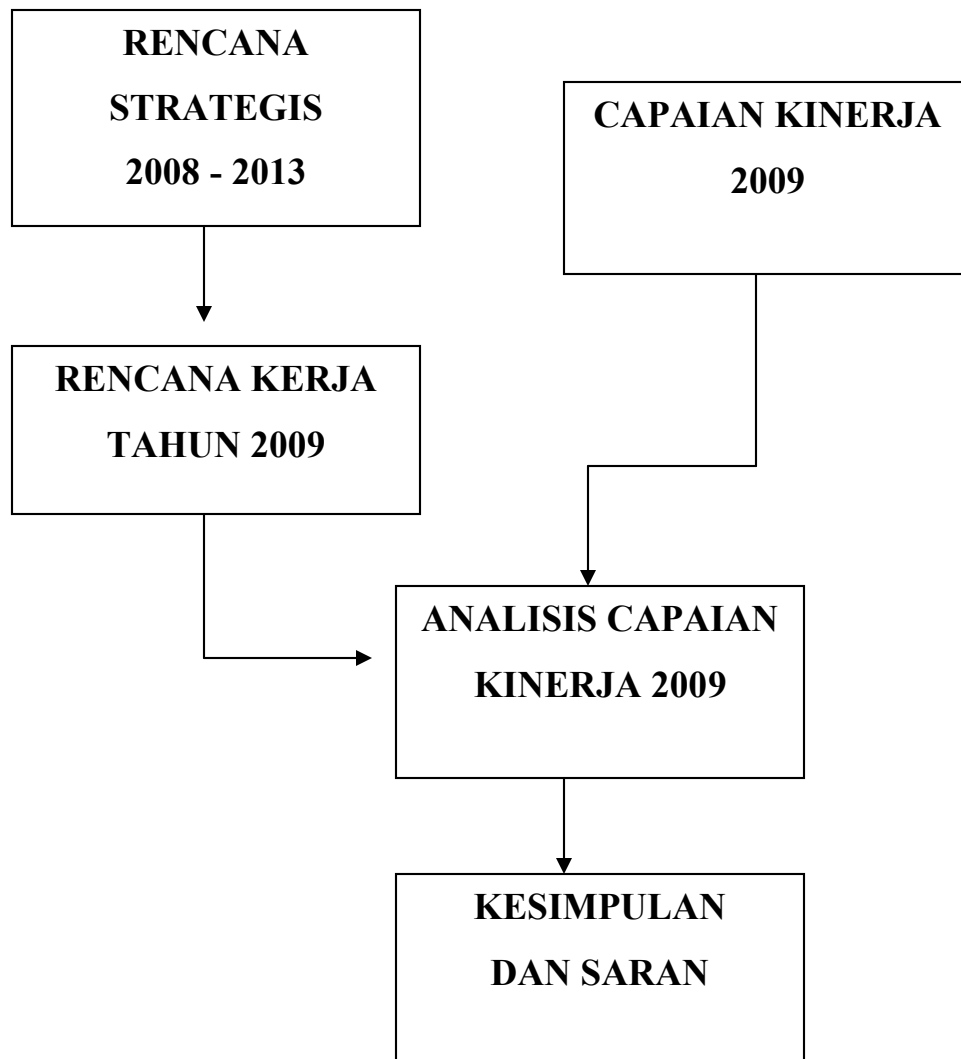 RENCANA
STRATEGIS
2008 - 2013
CAPAIAN KINERJA
2009
RENCANA KERJA
TAHUN 2009
ANALISIS CAPAIAN
KINERJA 2009
KESIMPULAN
DAN SARAN